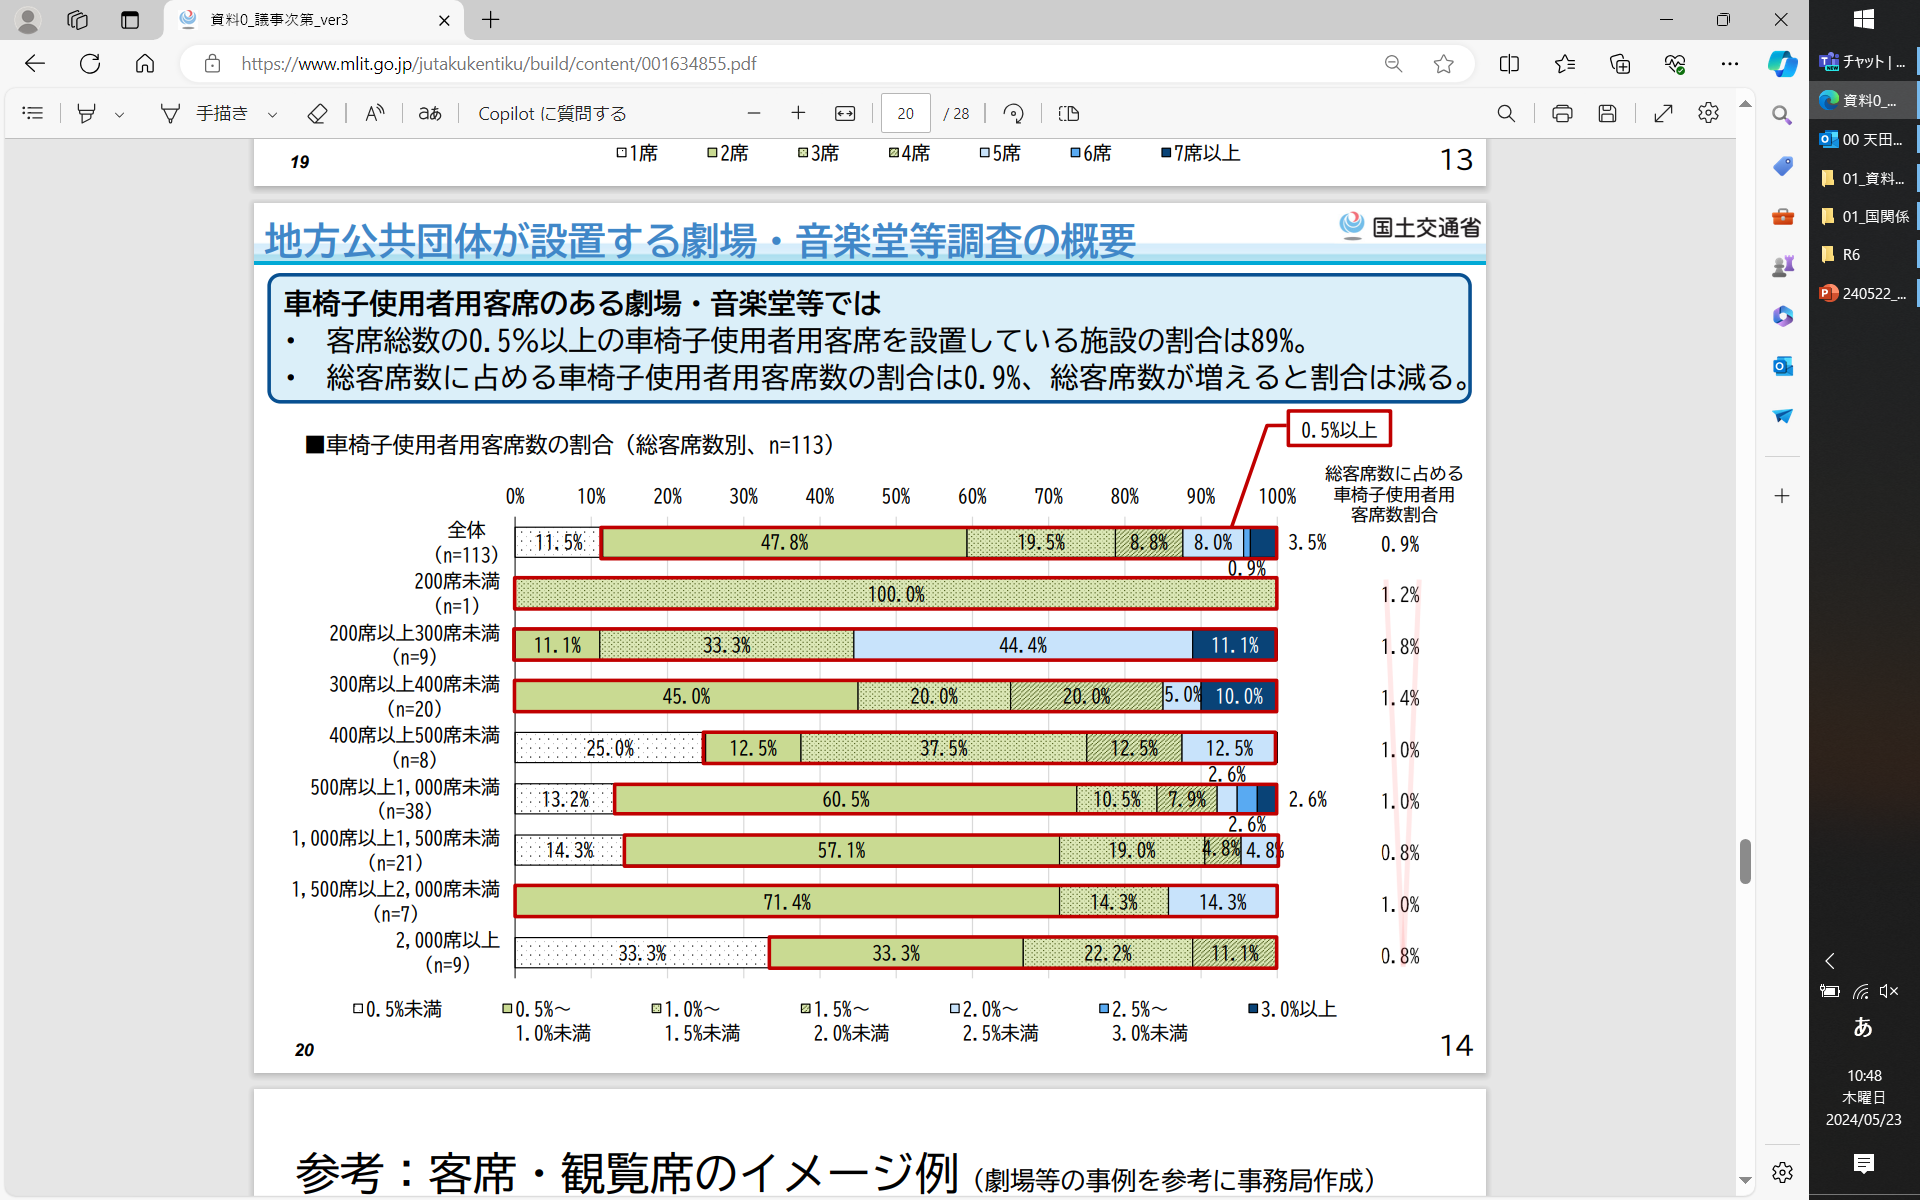 資料0_議事次第_ver3
https://www.mlit.go.jp/jutakukentiku/build/content/001634855.pdf
手描き
aあ
Copilot に質問する
20
/ 28
19
1席 2席 3席 4席 5席 6席 7席以上
13
地方公共団体が設置する劇場・音楽堂等調査の概要
国土交通省
車椅子使用者用客席のある劇場・音楽堂等では
• 客席総数の0.5%以上の車椅子使用者用客席を設置している施設の割合は89%。
• 総客席数に占める車椅子使用者用客席数の割合は0.9%、総客席数が増えると割合は減る。
0.5%以上
■車椅子使用者用客席数の割合（総客席数別、n=113）
総客席数に占める
車椅子使用者用
客席数割合
0% 10% 20% 30% 40% 50% 60% 70% 80% 90% 100%
全体
（n=113）
11.5% 47.8% 19.5% 8.8% 8.0% 3.5% 0.9%
0.9%
200席未満
（n=1）
100.0% 1.2%
200席以上300席未満
（n=9）
11.1% 33.3% 44.4% 11.1% 1.8%
300席以上400席未満
（n=20）
45.0% 20.0% 20.0% 5.0% 10.0% 1.4%
400席以上500席未満
（n=8）
25.0% 12.5% 37.5% 12.5% 12.5% 1.0%
2.6%
500席以上1,000席未満
（n=38）
13.2% 60.5% 10.5% 7.9% 2.6% 1.0%
2.6%
1,000席以上1,500席未満
（n=21）
14.3% 57.1% 19.0% 4.8% 4.8% 0.8%
1,500席以上2,000席未満
（n=7）
71.4% 14.3% 14.3% 1.0%
2,000席以上
（n=9）
33.3% 33.3% 22.2% 11.1% 0.8%
0.5%未満
0.5%～
1.0%未満
1.0%～
1.5%未満
1.5%～
2.0%未満
2.0%～
2.5%未満
2.5%～
3.0%未満
3.0%以上
20
14
参考：客席・観覧席のイメージ例（劇場等の事例を参考に事務局作成）
チャット | ...
資料0_...
00 天田...
01_資料...
01_国関係
R6
240522_...
あ
10:48
木曜日
2024/05/23